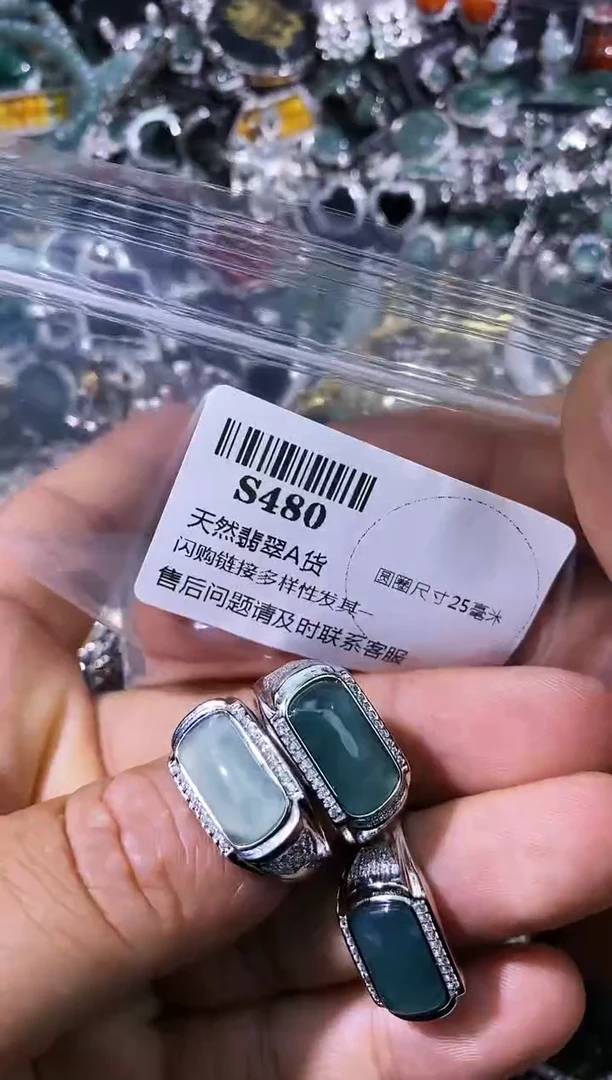 S480
天然翡翠A货
闪购链接多样性发其一
售后问题请及时联系客服
圆圈尺寸25毫米